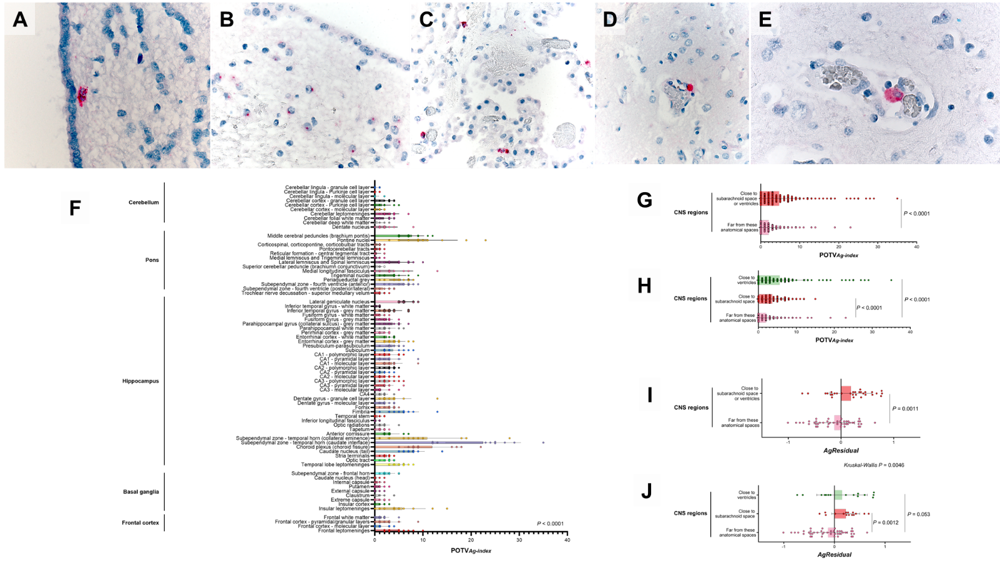 A
B
C
D
E
F
Cerebellum
Cerebellar lingula - granule cell layer
Cerebellar lingula - Purkinje cell layer
Cerebellar lingula - molecular layer
Cerebellar cortex - granule cell layer
Cerebellar cortex - Purkinje cell layer
Cerebellar cortex - molecular layer
Cerebellar leptomeninges
Cerebellar folial white matter
Cerebellar deep white matter
Dentate nucleus
Pons
Middle cerebral peduncles (brachium pontis)
Pontine nuclei
Corticospinal, corticopontine, corticobulbar tracts
Pontocerebellar tracts
Reticular formation - central tegmental tract
Medial lemniscus and Trigeminal lemniscus
Lateral lemniscus and Spinal lemniscus
Superior cerebellar peduncle (brachiumn conjunctivum)
Medial longitudinal fasciculus
Trigeminal nuclei
Periaqueductal grey
Subependymal zone - fourth ventricle (anterior)
Subependymal zone - fourth ventricle (posterior/lateral)
Trochlear nerve decussation - superior medullary velum
Hippocampus
Lateral geniculate nucleus
Inferior temporal gyrus - white matter
Inferior temporal gyrus - grey matter
Fusiform gyrus - white matter
Fusiform gyrus - grey matter
Parahippocampal gyrus (collateral sulcus) - grey matter
Parahippocampal white matter
Perirhinal cortex - grey matter
Entorrhinal cortex - white matter
Entorrhinal cortex - grey matter
Presubiculum-parasubiculum
Subiculum
CA1 - polymorphic layer
CA1 - pyramidal layer
CA1 - molecular layer
CA2 - polymorphic layer
CA2 - pyramidal layer
CA2 - molecular layer
CA3 - polymorphic layer
CA3 - pyramidal layer
CA3 - molecular layer
CA4
Dentate gyrus - granule cell layer
Dentate gyrus - molecular layer
Fornix
Fimbria
Temporal stem
Inferior longitudinal fasciculus
Optic radiations
Tapetum
Anterior comissure
Subependymal zone - temporal horn (collateral eminence)
Subependymal zone - temporal horn (caudate interface)
Choroid plexus (choroid fissure)
Caudate nucleus (tail)
Stria terminalis
Optic tract
Temporal lobe leptomeninges
Basal ganglia
Subependymal zone - frontal horn
Caudate nucleus (head)
Internal capsule
Putamen
External capsule
Claustrum
Extreme capsule
Insular cortex
Insular leptomeninges
Frontal cortex
Frontal white matter
Frontal cortex - pyramidal/granular layers
Frontal cortex - molecular layer
Frontal leptomeninges
P < 0.0001
0 10 20 30 40
POTVAg-index
G
CNS regions
Close to
subarachnoid space
or ventricles
Far from these
anatomical spaces
P < 0.0001
0 10 20 30 40
POTVAg-index
H
CNS regions
Close to
ventricles
Close to
subarachnoid space
Far from these
anatomical spaces
P < 0.0001
P < 0.0001
0 10 20 30 40
POTVAg-index
I
CNS regions
Close to
subarachnoid space
or ventricles
Far from these
anatomical spaces
P = 0.0011
-1 0 1
AgResidual
Kruskal-Wallis P = 0.0046
J
CNS regions
Close to
ventricles
Close to
subarachnoid space
Far from these
anatomical spaces
P = 0.0012
P = 0.053
-1 0 1
AgResidual